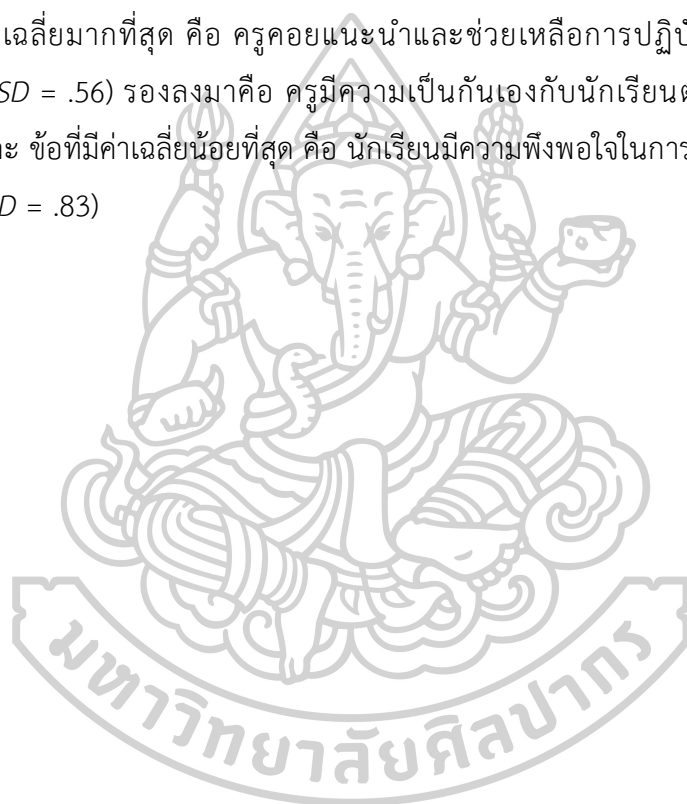 เฉลี่ยมากที่สุด คือ ครูคอยแนะนำและช่วยเหลือการปฏิบั
SD = .56) รองลงมาคือ ครูมีความเป็นกันเองกับนักเรียน
ะ ข้อที่มีค่าเฉลี่ยน้อยที่สุด คือ นักเรียนมีความพึงพอใจในการ
D = .83)
มหาวิทยาลัยศิลปากร